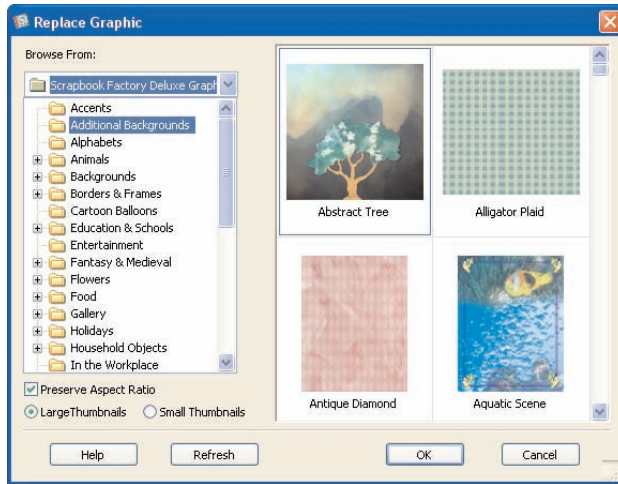 Replace Graphic
Browse From:
Scrapbook Factory Deluxe Graph
Accents
Additional Backgrounds
Alphabets
Animals
Backgrounds
Borders & Frames
Cartoon Balloons
Education & Schools
Entertainment
Fantasy & Medieval
Flowers
Food
Gallery
Holidays
Household Objects
In the Workplace
Preserve Aspect Ratio
LargeThumbnails
Small Thumbnails
Abstract Tree
Alligator Plaid
Antique Diamond
Aquatic Scene
Help
Refresh
OK
Cancel